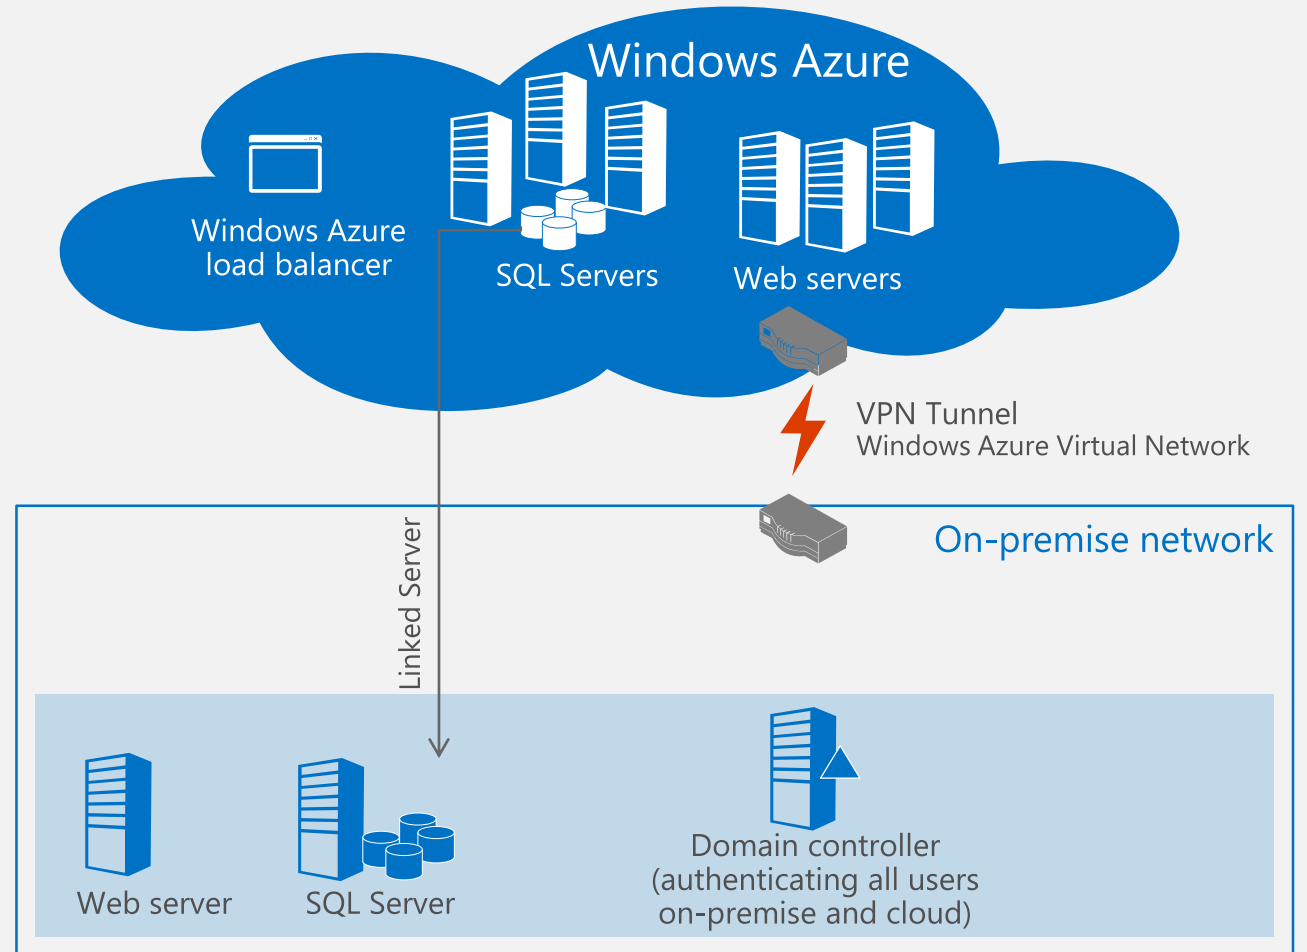 Windows Azure
Windows Azure
load balancer
SQL Servers
Web servers
VPN Tunnel
Windows Azure Virtual Network
On-premise network
Linked Server
Web server
SQL Server
Domain controller
(authenticating all users
on-premise and cloud)